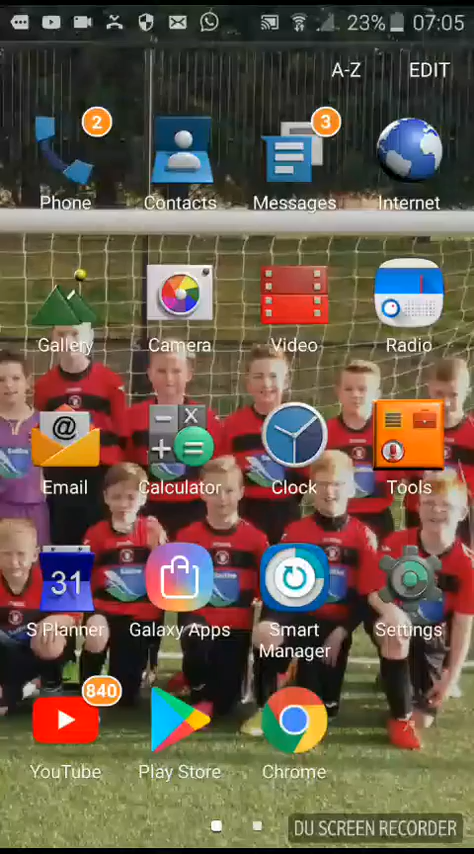 23% 07:05
A-Z EDIT
2 3
Phone Contacts Messages Internet
Gallery Camera Video Radio
@ - X + =
Email Calculator Clock Tools
31
S Planner Galaxy Apps Smart Manager Settings
840
YouTube Play Store Chrome
DU SCREEN RECORDER